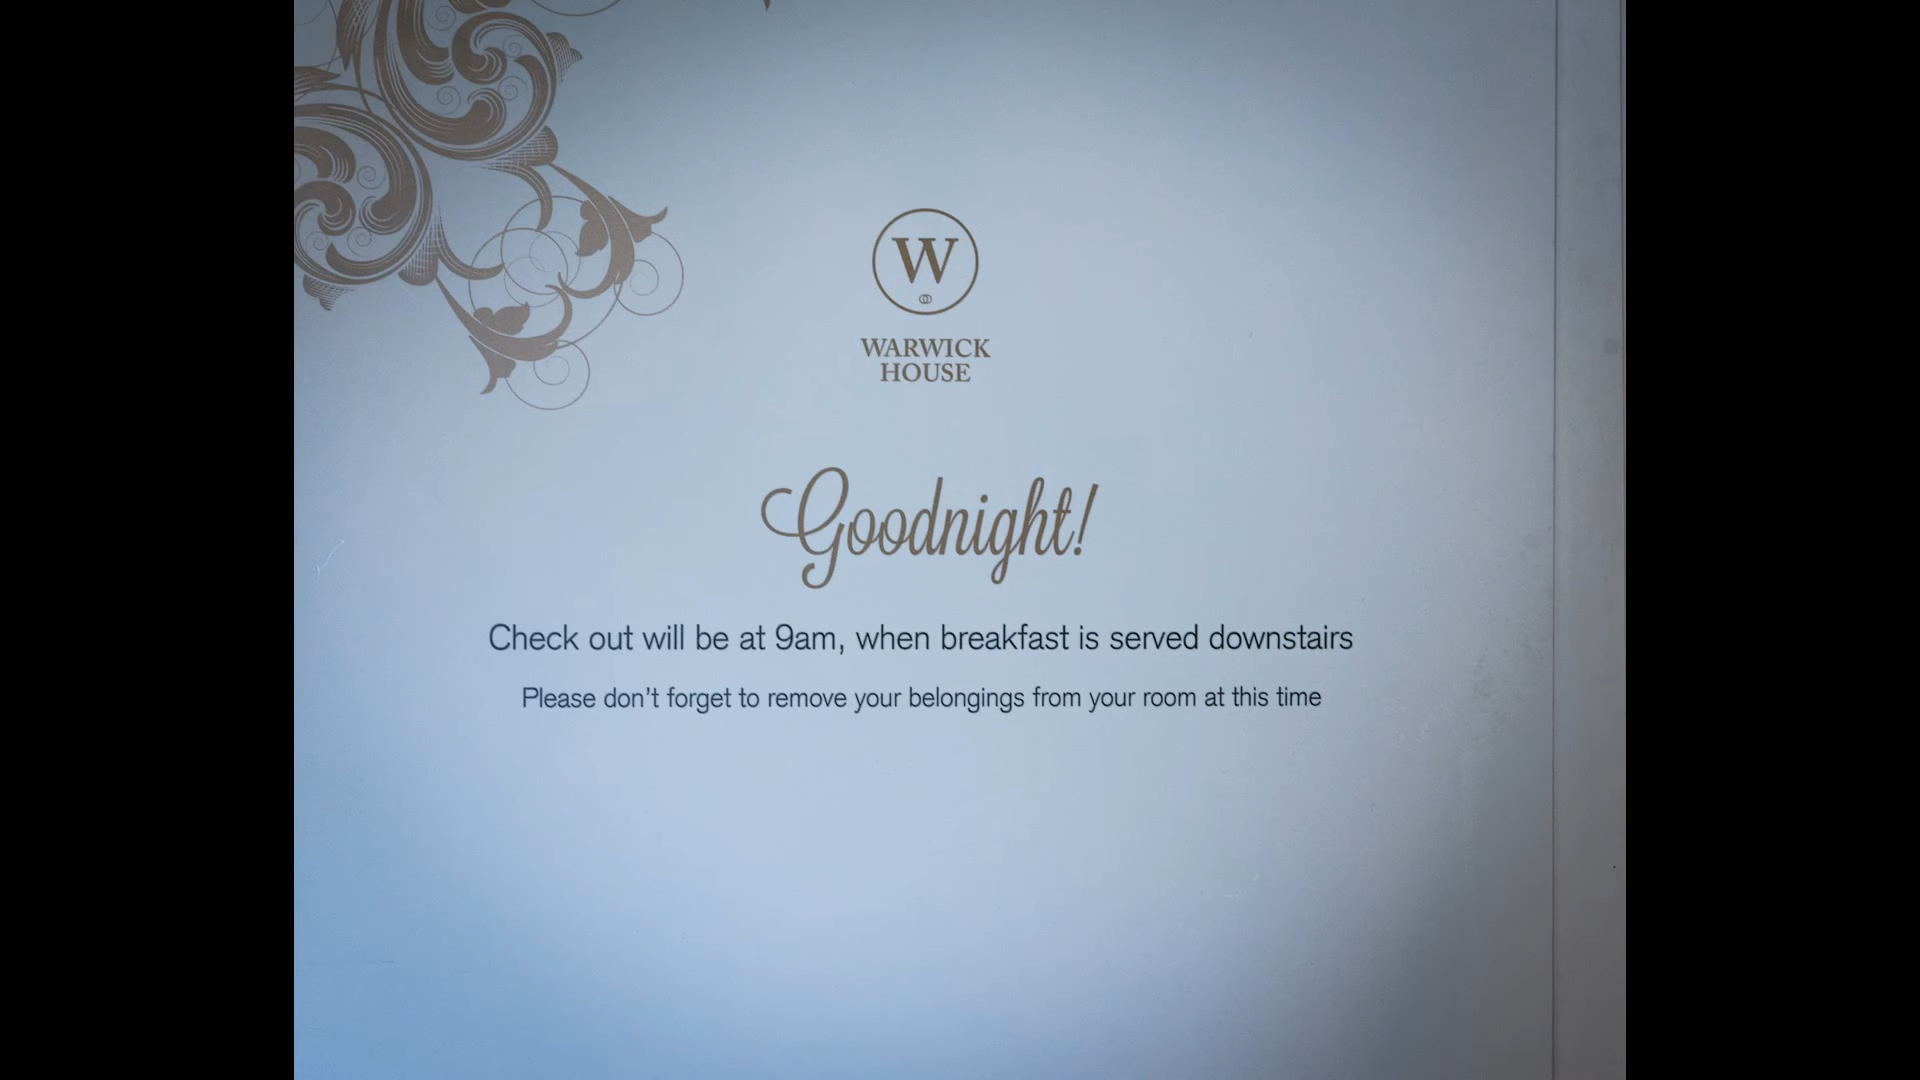 W
WARWICK
HOUSE
Goodnight!
Check out will be at 9am, when breakfast is served downstairs
Please don't forget to remove your belongings from your room at this time